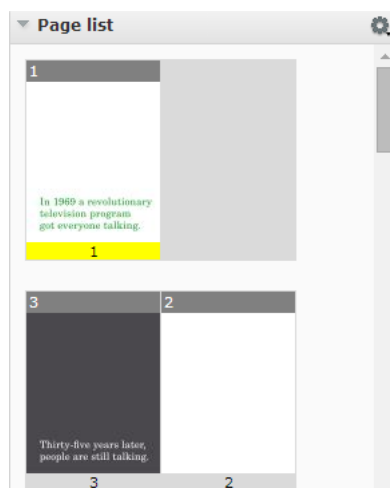 Page list
1
In 1969 a revolutionary
television program
got everyone talking.
1
3
2
Thirty-five years later,
people are still talking.
3
2